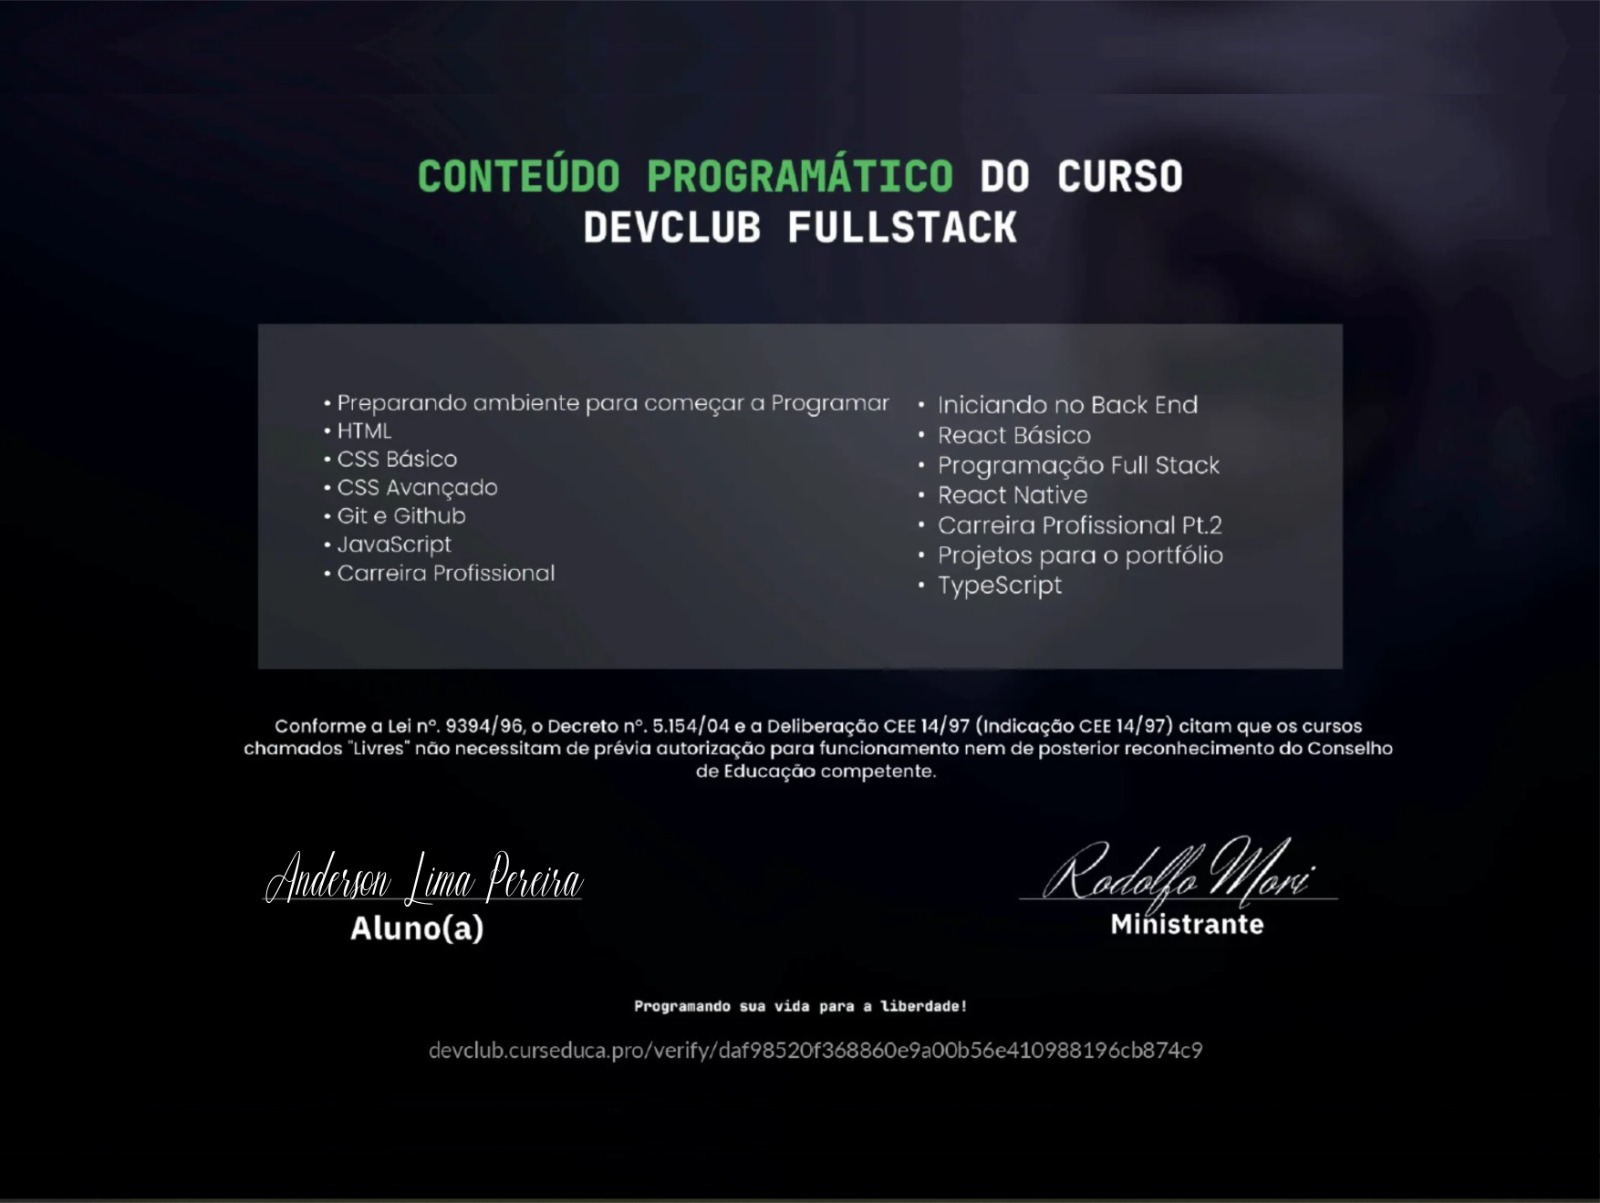 CONTEÚDO PROGRAMÁTICO DO CURSO
DEVCLUB FULLSTACK
• Preparando ambiente para começar a Programar
• HTML
• CSS Básico
• CSS Avançado
• Git e Github
• JavaScript
• Carreira Profissional
• Iniciando no Back End
• React Básico
• Programação Full Stack
• React Native
• Carreira Profissional Pt.2
• Projetos para o portfólio
• TypeScript
Conforme a Lei nº. 9394/96, o Decreto nº. 5.154/04 e a Deliberação CEE 14/97 (Indicação CEE 14/97) citam que os cursos
chamados "Livres" não necessitam de prévia autorização para funcionamento nem de posterior reconhecimento do Conselho
de Educação competente.
Anderson Lima Pereira
Aluno(a)
Rodolfo Mori
Ministrante
Programando sua vida para a liberdade!
devclub.curseduca.pro/verify/daf98520f368860e9a00b56e410988196cb874c9